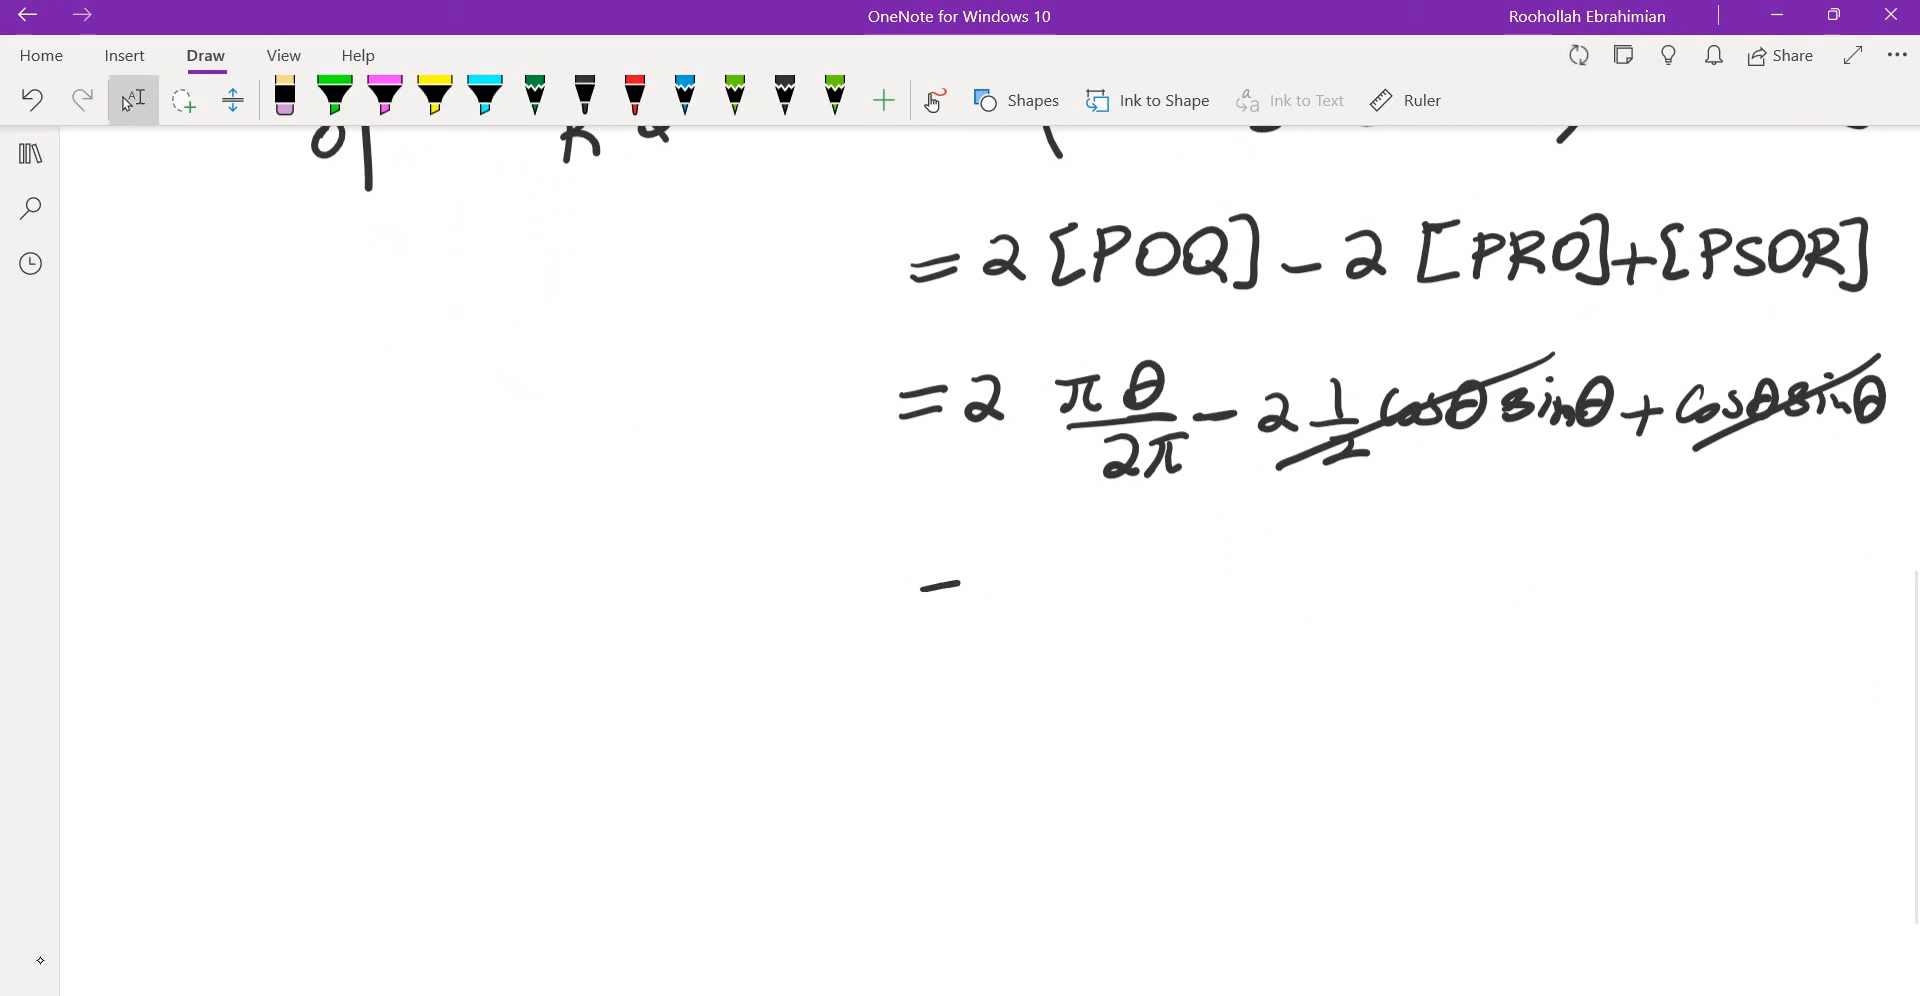 OneNote for Windows 10
Roohollah Ebrahimian
Home Insert Draw View Help
Share
Shapes Ink to Shape Ink to Text Ruler
= 2 [POQ] - 2 [PRO] + [PSOR]
= 2 πθ/2π - 2 1/2 cosθ sinθ + cosθ sinθ
-